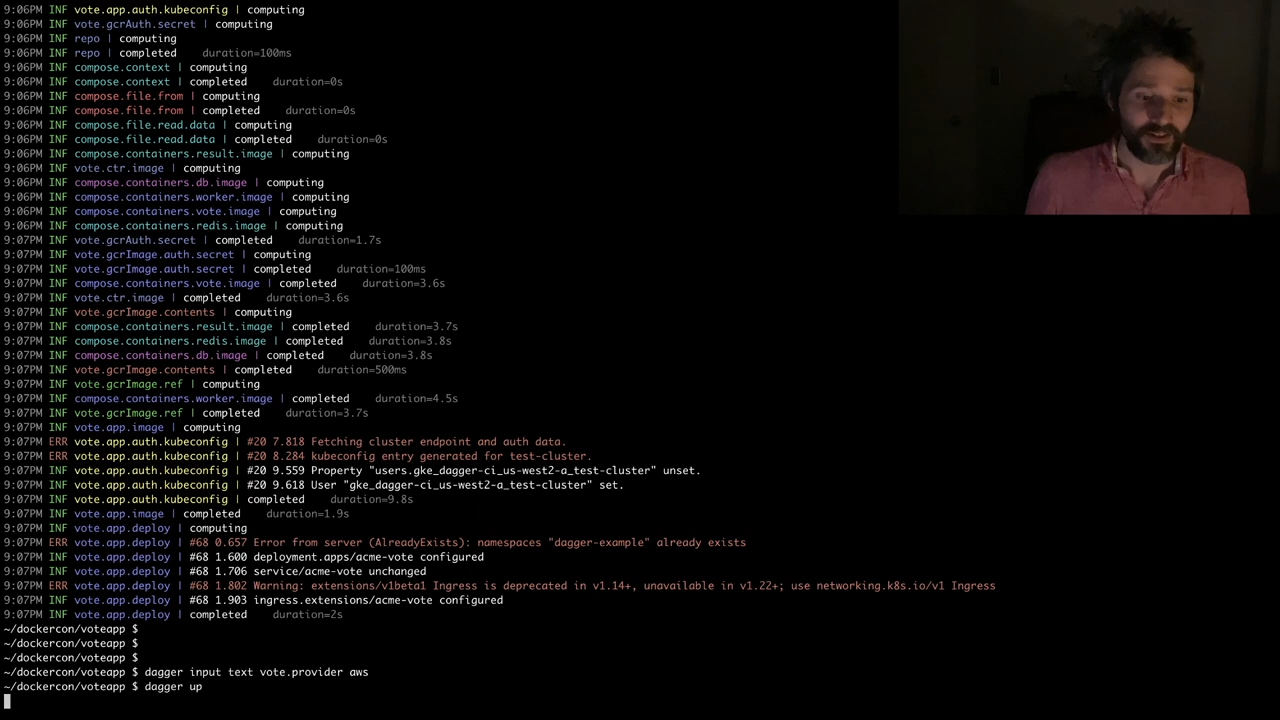 9:06PM INF vote.app.auth.kubeconfig | computing
9:06PM INF vote.gcrAuth.secret | computing
9:06PM INF repo | computing
9:06PM INF repo | completed    duration=100ms
9:06PM INF compose.context | computing
9:06PM INF compose.context | completed    duration=0s
9:06PM INF compose.file.from | computing
9:06PM INF compose.file.from | completed    duration=0s
9:06PM INF compose.file.read.data | computing
9:06PM INF compose.file.read.data | completed    duration=0s
9:06PM INF compose.containers.result.image | computing
9:06PM INF vote.ctr.image | computing
9:06PM INF compose.containers.db.image | computing
9:06PM INF compose.containers.worker.image | computing
9:06PM INF compose.containers.vote.image | computing
9:06PM INF compose.containers.redis.image | computing
9:07PM INF vote.gcrAuth.secret | completed    duration=1.7s
9:07PM INF vote.gcrImage.auth.secret | computing
9:07PM INF vote.gcrImage.auth.secret | completed    duration=100ms
9:07PM INF compose.containers.vote.image | completed    duration=3.6s
9:07PM INF vote.ctr.image | completed    duration=3.6s
9:07PM INF vote.gcrImage.contents | computing
9:07PM INF compose.containers.result.image | completed    duration=3.7s
9:07PM INF compose.containers.redis.image | completed    duration=3.8s
9:07PM INF compose.containers.db.image | completed    duration=3.8s
9:07PM INF vote.gcrImage.contents | completed    duration=500ms
9:07PM INF vote.gcrImage.ref | computing
9:07PM INF compose.containers.worker.image | completed    duration=4.5s
9:07PM INF vote.gcrImage.ref | completed    duration=3.7s
9:07PM INF vote.app.image | computing
9:07PM ERR vote.app.auth.kubeconfig | #20 7.818 Fetching cluster endpoint and auth data.
9:07PM ERR vote.app.auth.kubeconfig | #20 8.284 kubeconfig entry generated for test-cluster.
9:07PM INF vote.app.auth.kubeconfig | #20 9.559 Property "users.gke_dagger-ci_us-west2-a_test-cluster" unset.
9:07PM INF vote.app.auth.kubeconfig | #20 9.618 User "gke_dagger-ci_us-west2-a_test-cluster" set.
9:07PM INF vote.app.auth.kubeconfig | completed    duration=9.8s
9:07PM INF vote.app.image | completed    duration=1.9s
9:07PM INF vote.app.deploy | computing
9:07PM ERR vote.app.deploy | #68 0.657 Error from server (AlreadyExists): namespaces "dagger-example" already exists
9:07PM INF vote.app.deploy | #68 1.600 deployment.apps/acme-vote configured
9:07PM INF vote.app.deploy | #68 1.706 service/acme-vote unchanged
9:07PM ERR vote.app.deploy | #68 1.802 Warning: extensions/v1beta1 Ingress is deprecated in v1.14+, unavailable in v1.22+; use networking.k8s.io/v1 Ingress
9:07PM INF vote.app.deploy | #68 1.903 ingress.extensions/acme-vote configured
9:07PM INF vote.app.deploy | completed    duration=2s
~/dockercon/voteapp $
~/dockercon/voteapp $
~/dockercon/voteapp $
~/dockercon/voteapp $ dagger input text vote.provider aws
~/dockercon/voteapp $ dagger up